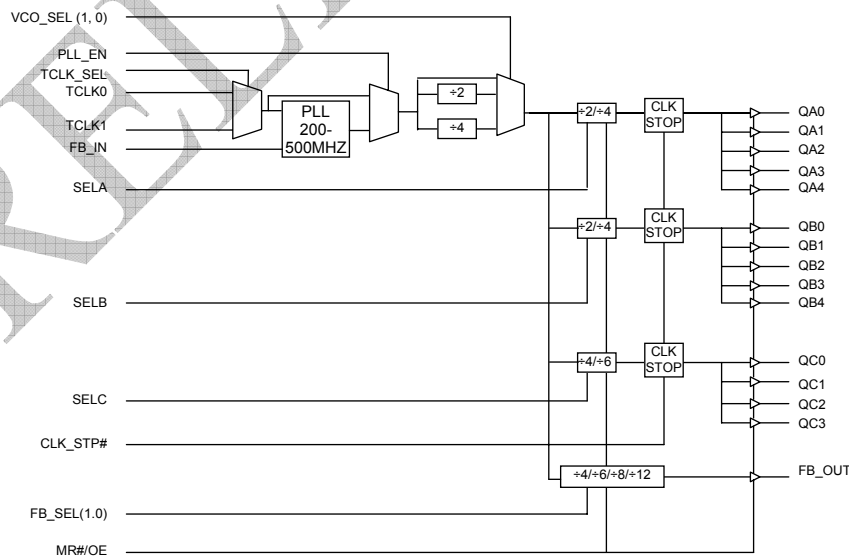 VCO_SEL (1, 0)
PLL_EN
TCLK_SEL
TCLK0
TCLK1
FB_IN
PLL
200-
500MHZ
÷2
÷4
SELA
÷2/÷4
CLK
STOP
QA0
QA1
QA2
QA3
QA4
÷2/÷4
CLK
STOP
QB0
QB1
QB2
QB3
QB4
SELB
÷4/÷6
CLK
STOP
QC0
QC1
QC2
QC3
SELC
CLK_STP#
÷4/÷6/÷8/÷12
FB_OUT
FB_SEL(1.0)
MR#/OE